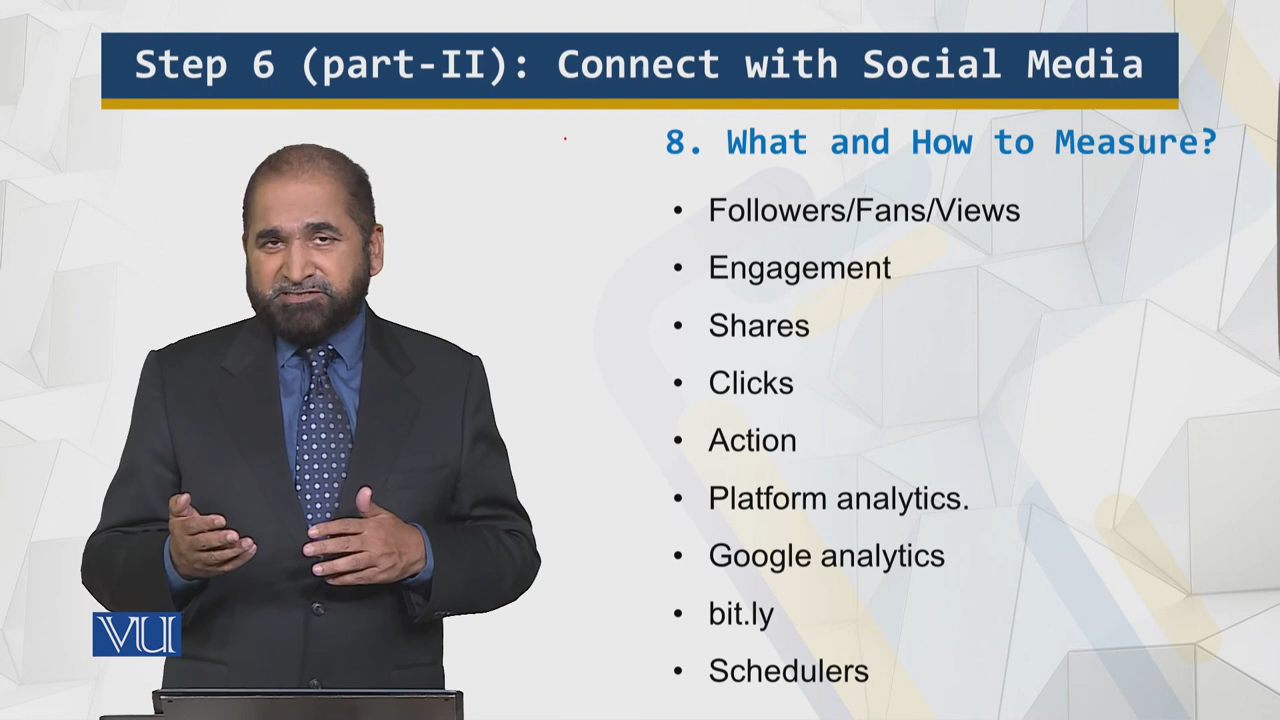 Step 6 (part-II): Connect with Social Media
8. What and How to Measure?
• Followers/Fans/Views
• Engagement
• Shares
• Clicks
• Action
• Platform analytics.
• Google analytics
• bit.ly
• Schedulers
VU